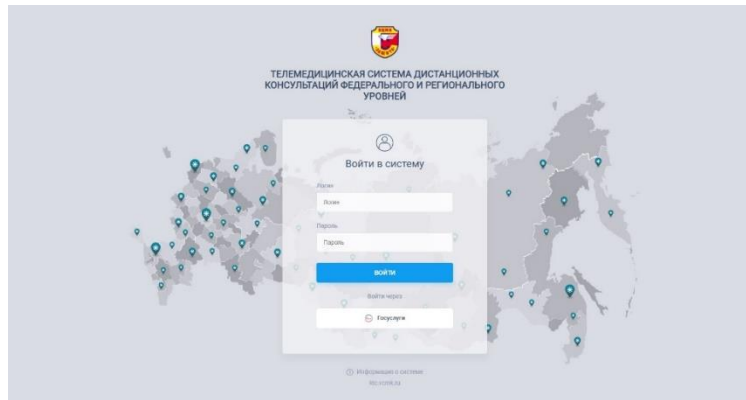 ТЕЛЕМЕДИЦИНСКАЯ СИСТЕМА ДИСТАНЦИОННЫХ
КОНСУЛЬТАЦИЙ ФЕДЕРАЛЬНОГО И РЕГИОНАЛЬНОГО
УРОВНЕЙ
Войти в систему
Логин
Логин
Пароль
Пароль
ВОЙТИ
Войти через
Госуслуги
Информация о системе